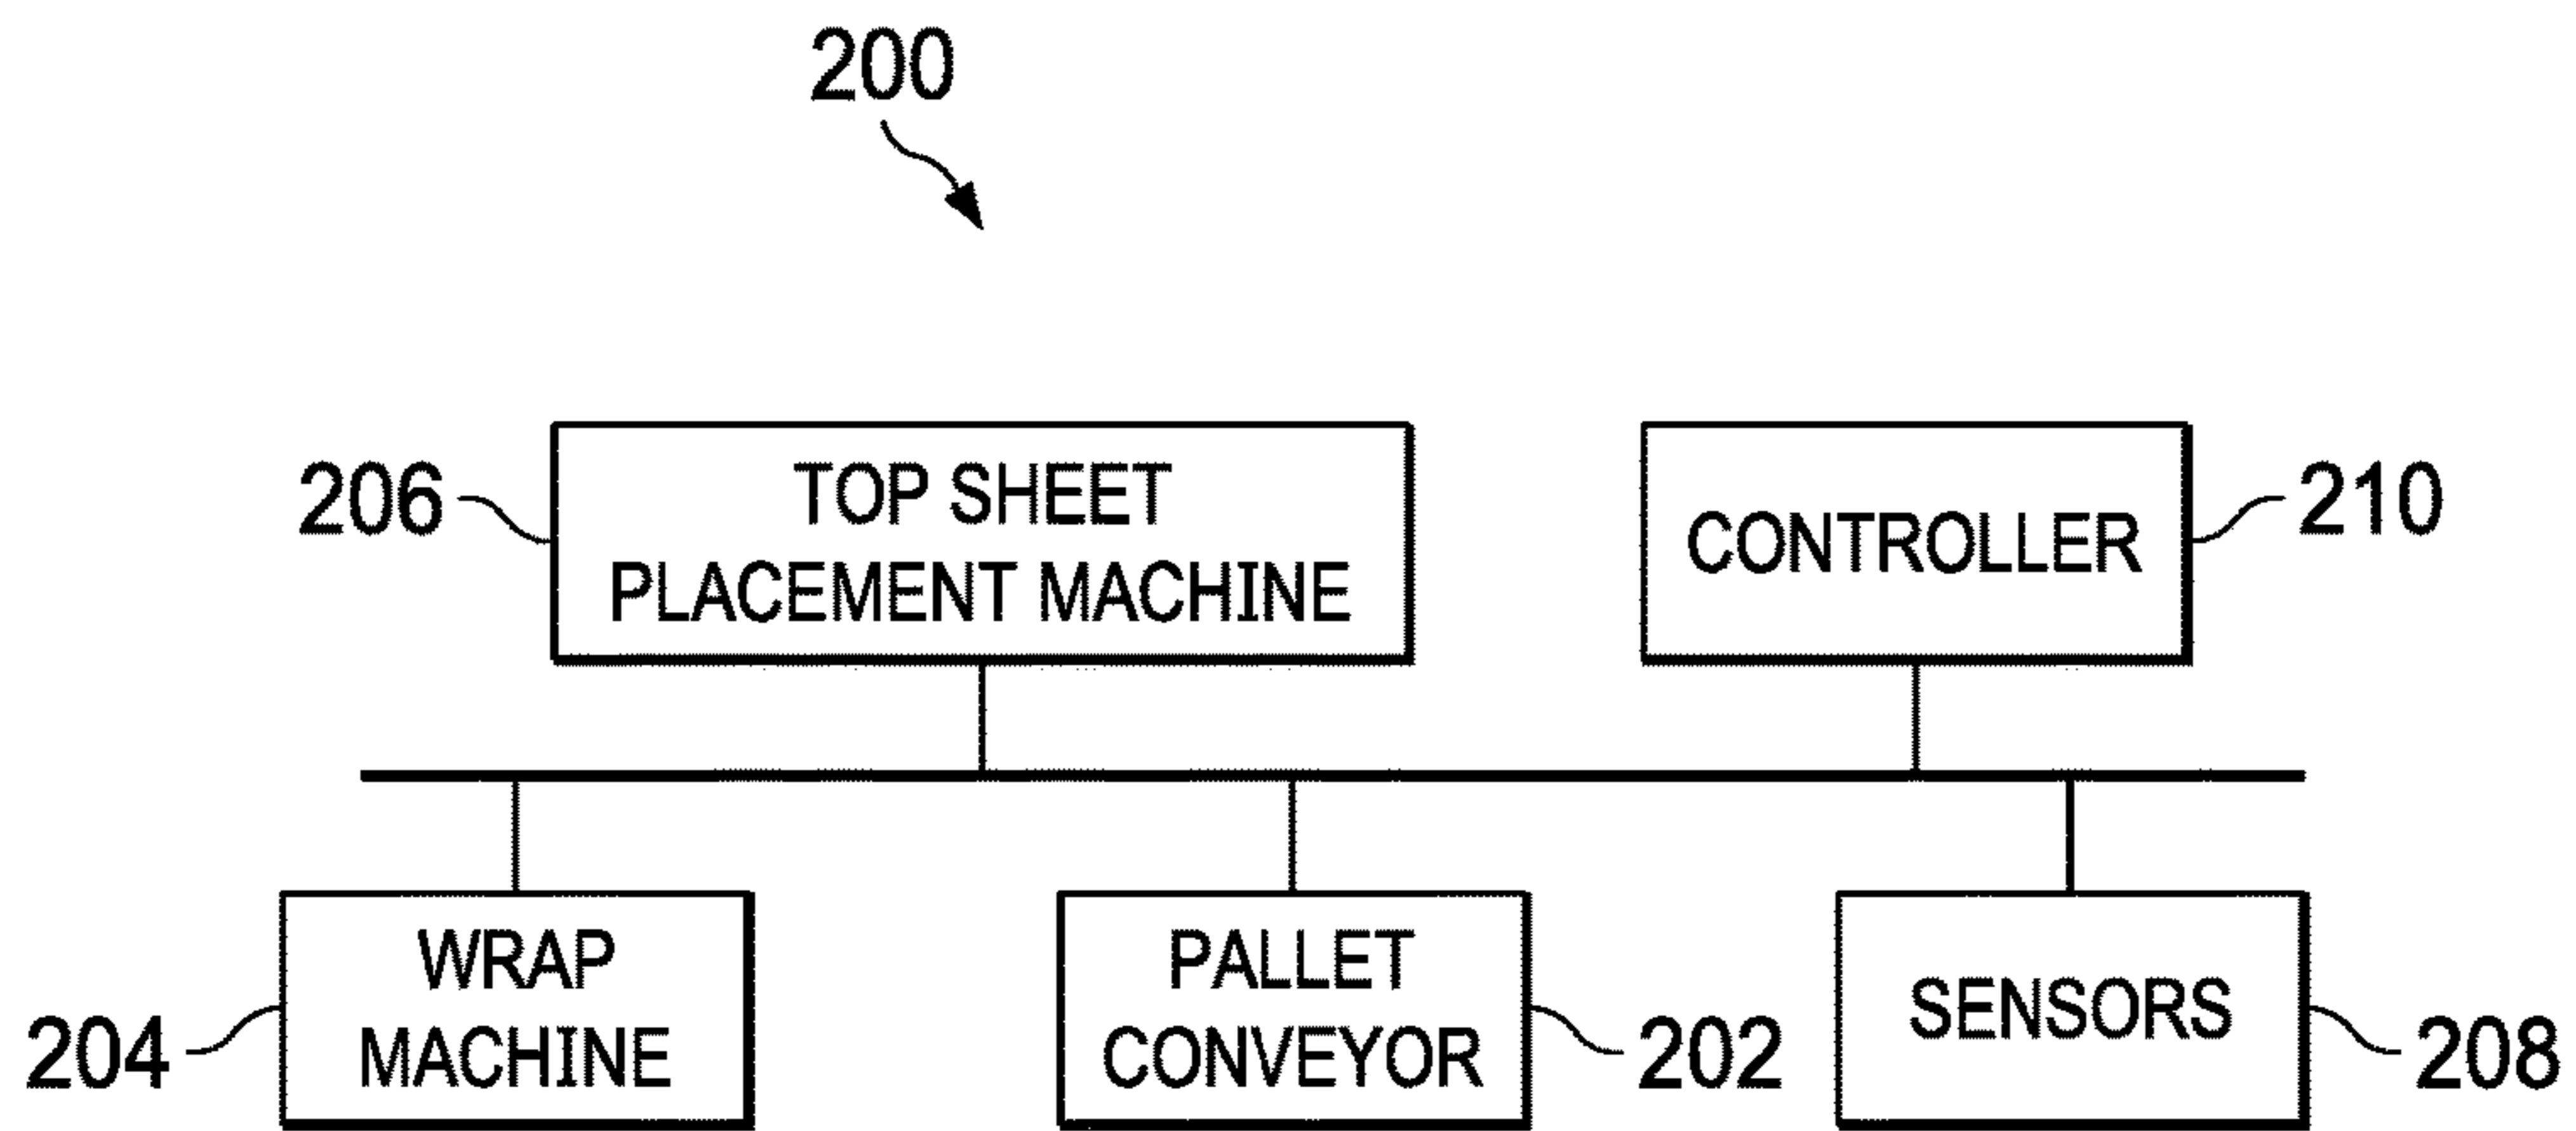 200
206
TOP SHEET
PLACEMENT MACHINE
CONTROLLER
210
WRAP
MACHINE
204
PALLET
CONVEYOR
202
SENSORS
208